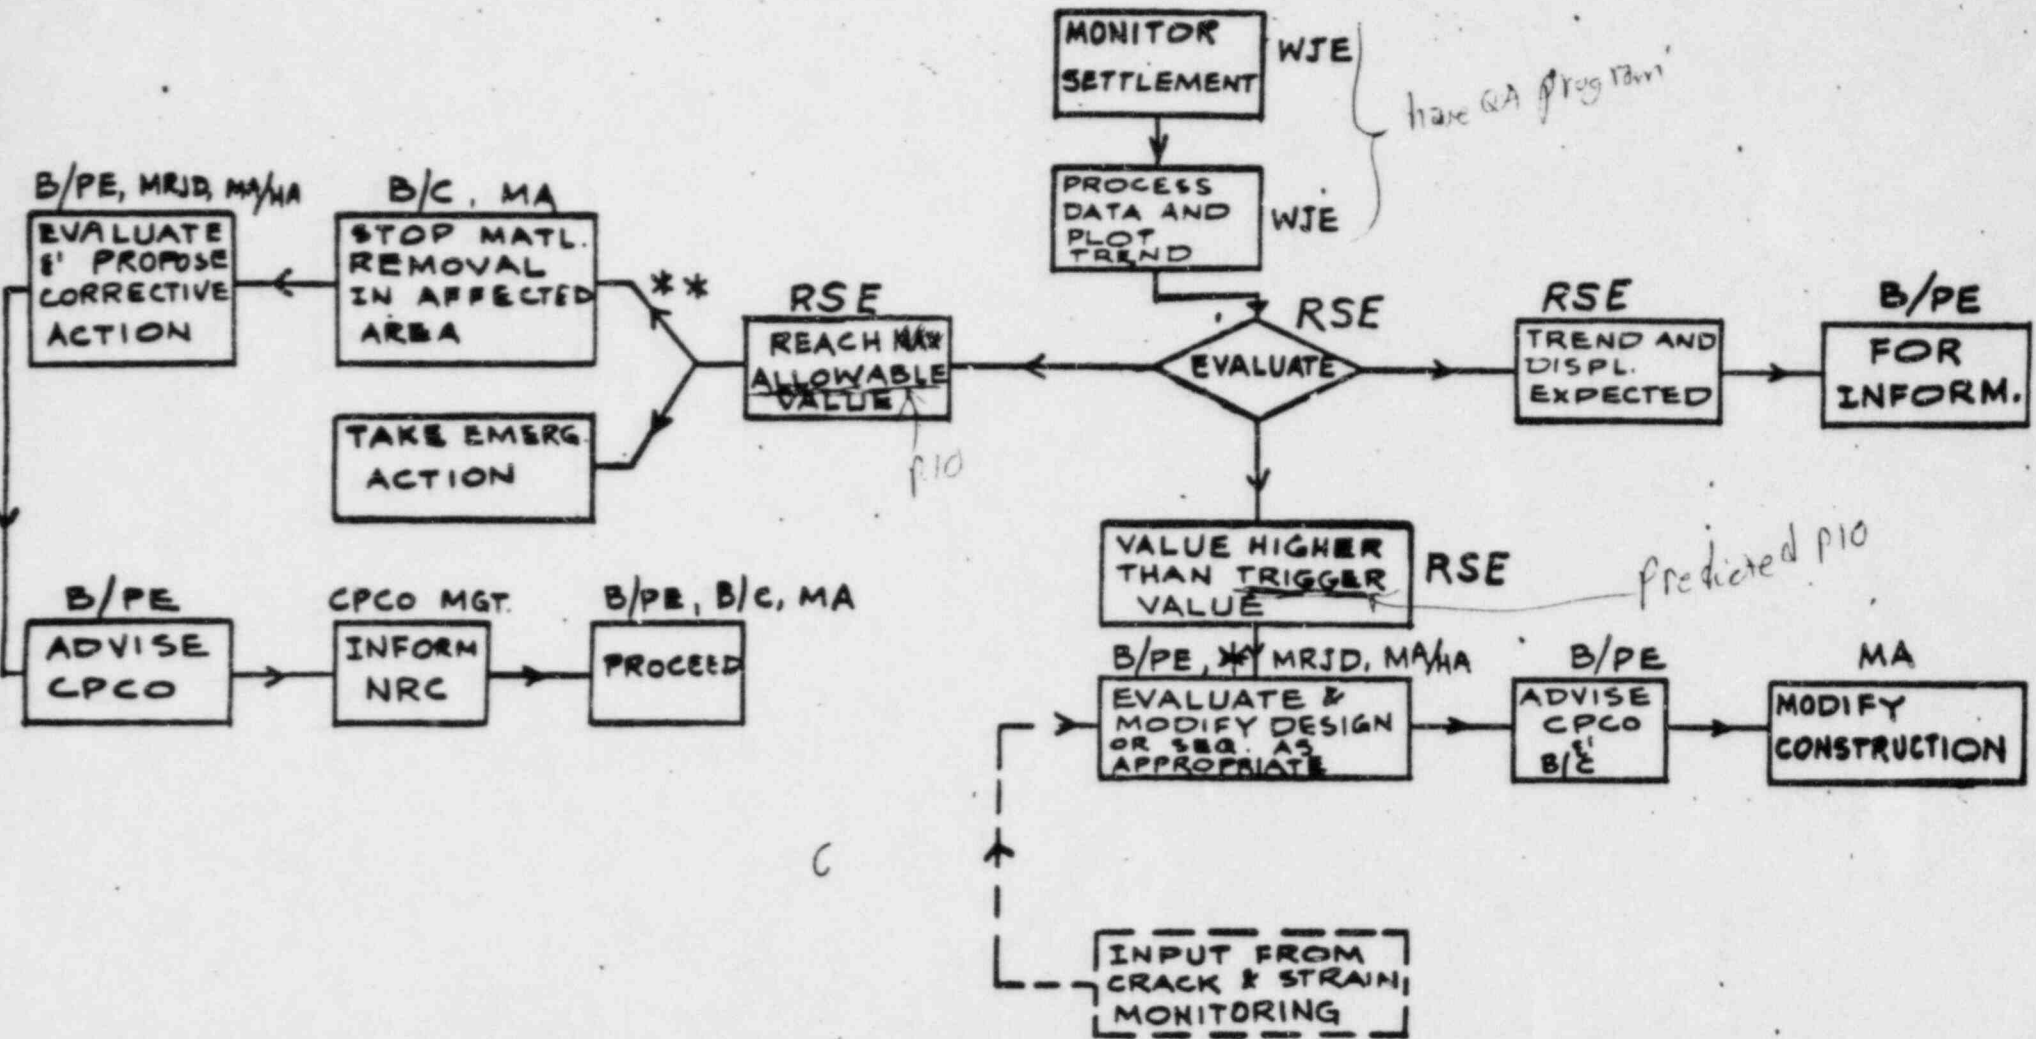 MONITOR
SETTLEMENT
WJE
have QA program
PROCESS
DATA AND
PLOT
TREND
WJE
B/PE, MRJD, MA/HA
EVALUATE
& PROPOSE
CORRECTIVE
ACTION
B/C, MA
STOP MATL.
REMOVAL
IN AFFECTED
AREA
**
RSE
REACH MAX
ALLOWABLE
VALUE
p.10
RSE
EVALUATE
RSE
TREND AND
DISPL.
EXPECTED
B/PE
FOR
INFORM.
TAKE EMERG.
ACTION
VALUE HIGHER
THAN TRIGGER
VALUE
RSE
Predicted p10
B/PE
ADVISE
CPCO
CPCO MGT.
INFORM
NRC
B/PE, B/C, MA
PROCEED
B/PE, * MRJD, MA/HA
EVALUATE &
MODIFY DESIGN
OR SEQ. AS
APPROPRIATE
B/PE
ADVISE
CPCO
&
B/C
MA
MODIFY
CONSTRUCTION
C
INPUT FROM
CRACK & STRAIN
MONITORING